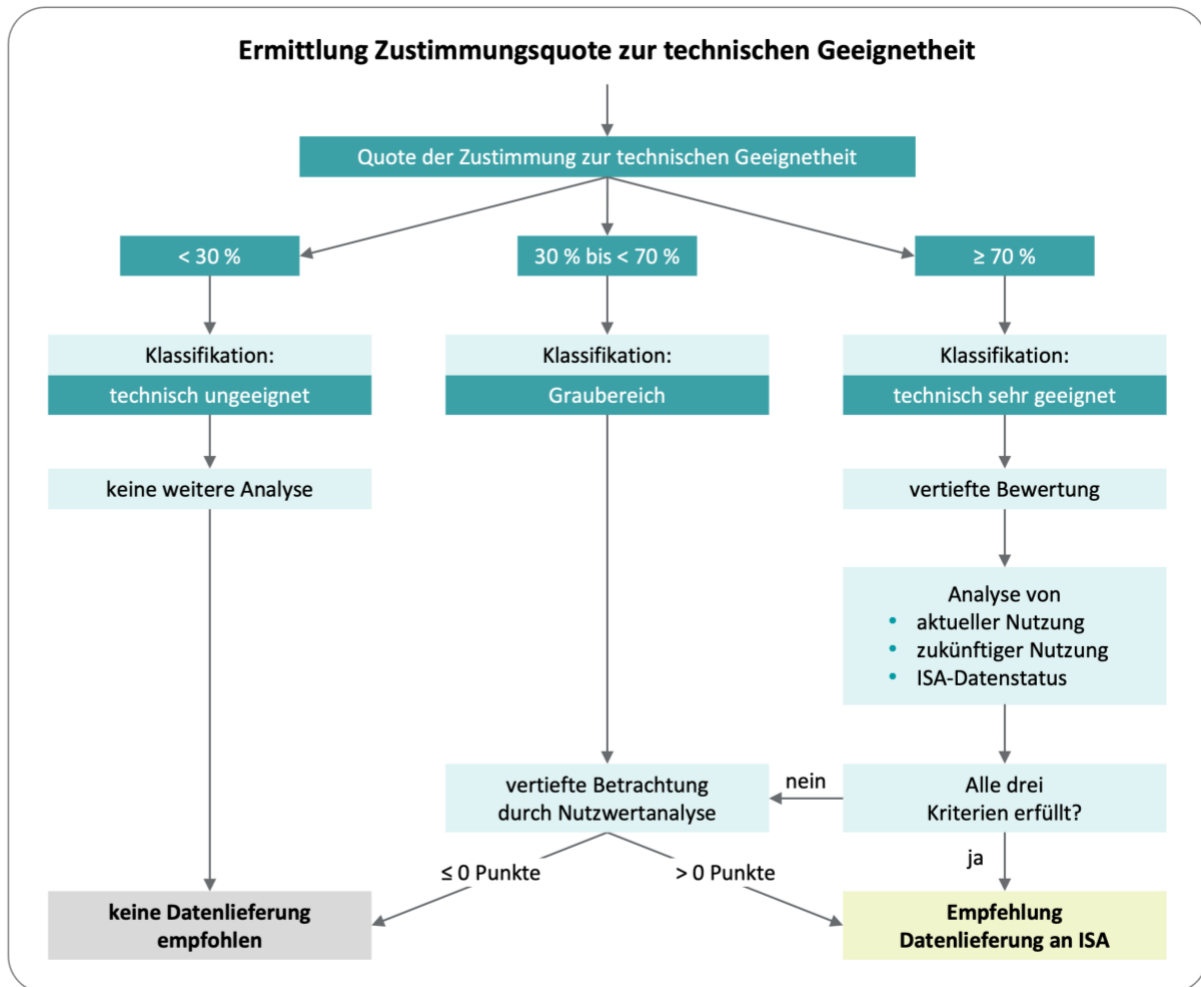 Ermittlung Zustimmungsquote zur technischen Geeignetheit
Quote der Zustimmung zur technischen Geeignetheit
< 30 %
30 % bis < 70 %
≥ 70 %
Klassifikation:
technisch ungeeignet
Klassifikation:
Graubereich
Klassifikation:
technisch sehr geeignet
keine weitere Analyse
vertiefte Bewertung
Analyse von
• aktueller Nutzung
• zukünftiger Nutzung
• ISA-Datenstatus
vertiefte Betrachtung
durch Nutzwertanalyse
nein
Alle drei
Kriterien erfüllt?
≤ 0 Punkte
> 0 Punkte
ja
keine Datenlieferung
empfohlen
Empfehlung
Datenlieferung an ISA